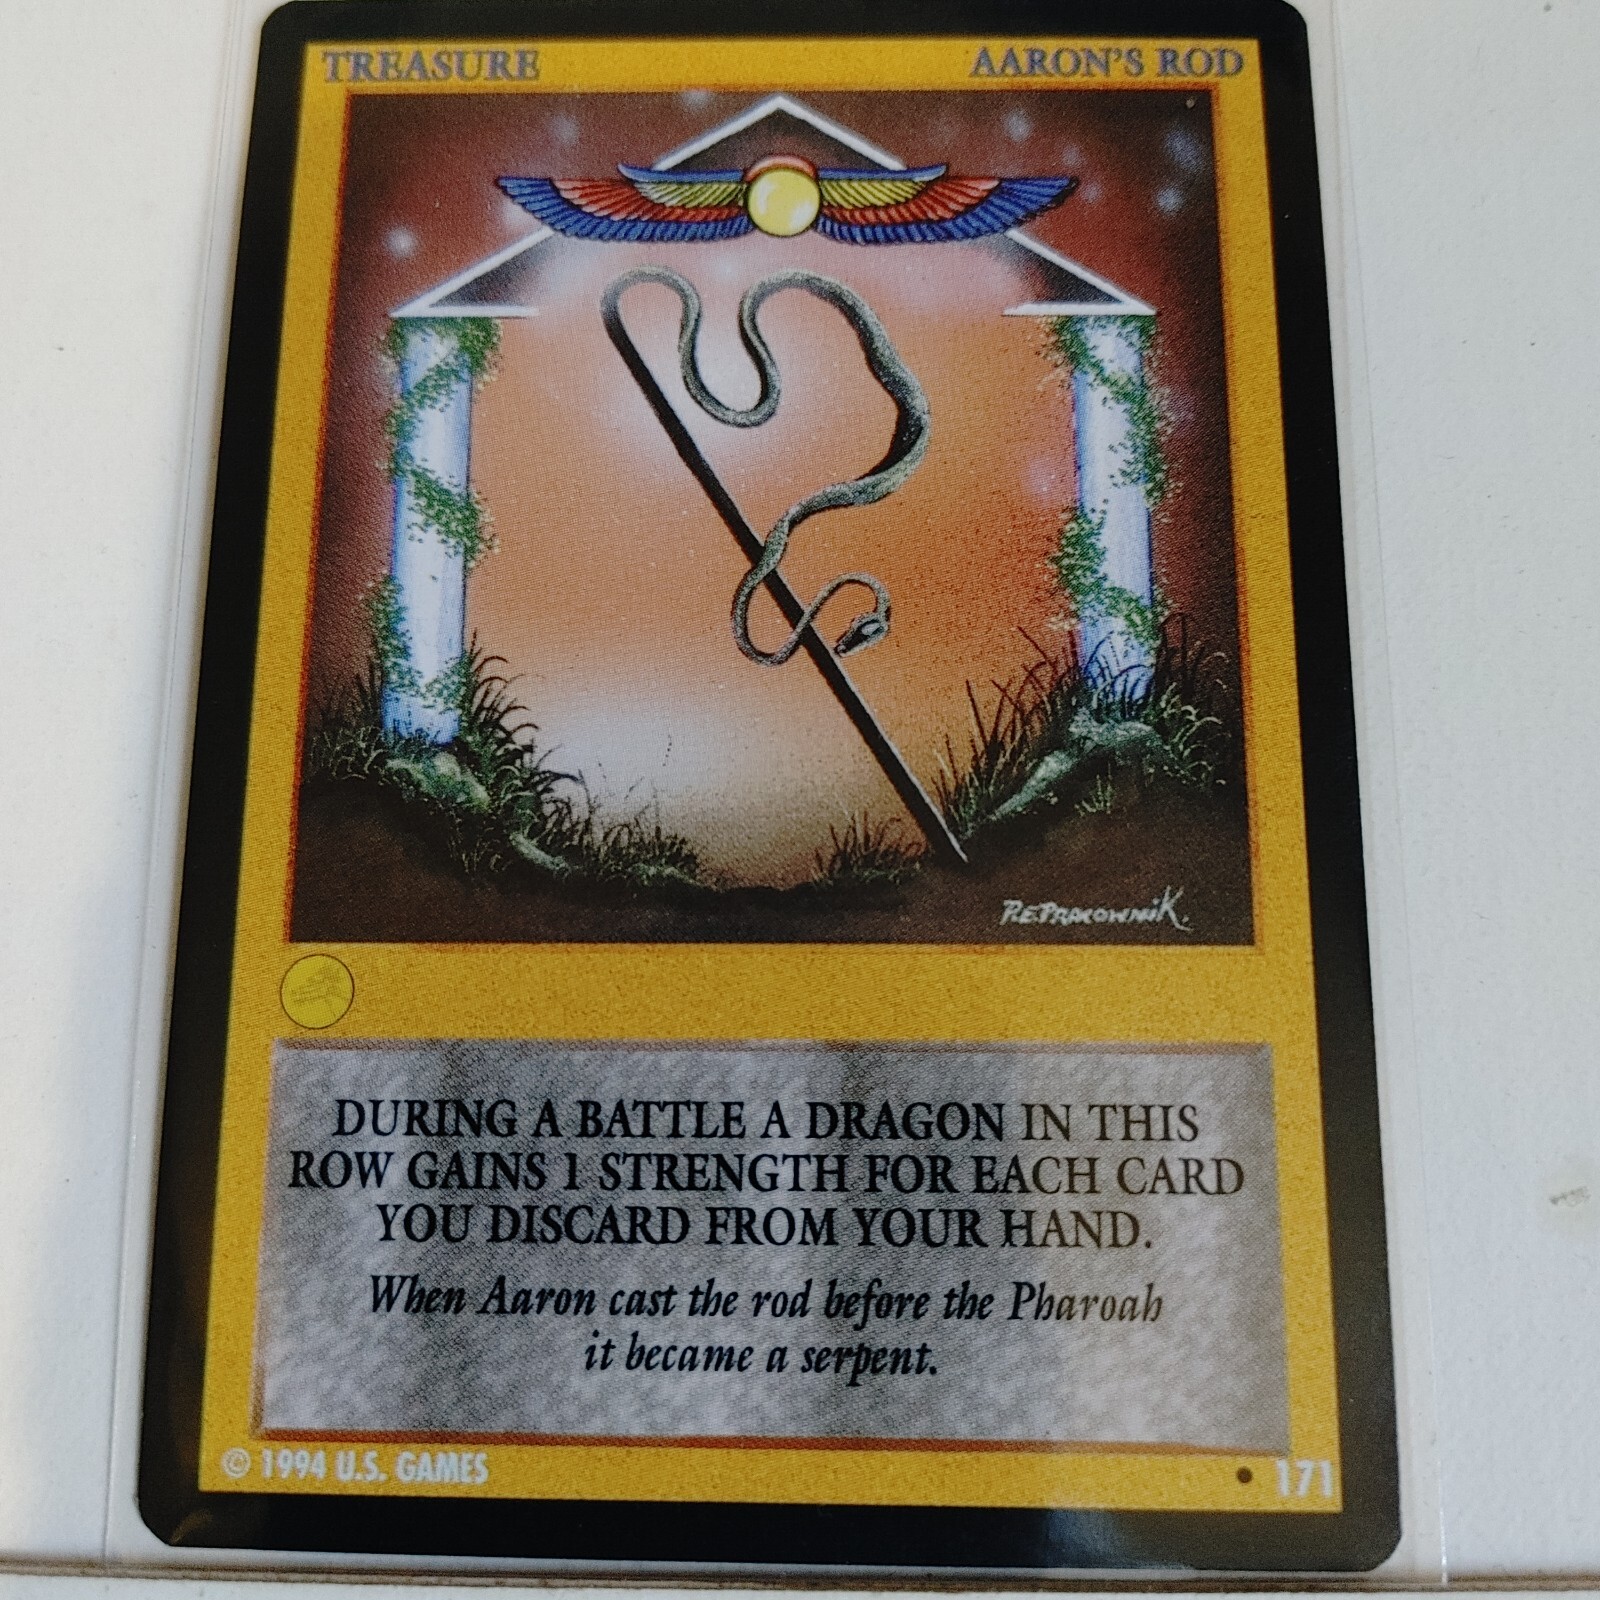 TREASURE AARON'S ROD
P.E. PRACOWNIK.
DURING A BATTLE A DRAGON IN THIS
ROW GAINS 1 STRENGTH FOR EACH CARD
YOU DISCARD FROM YOUR HAND.
When Aaron cast the rod before the Pharoah
it became a serpent.
© 1994 U.S. GAMES • 171